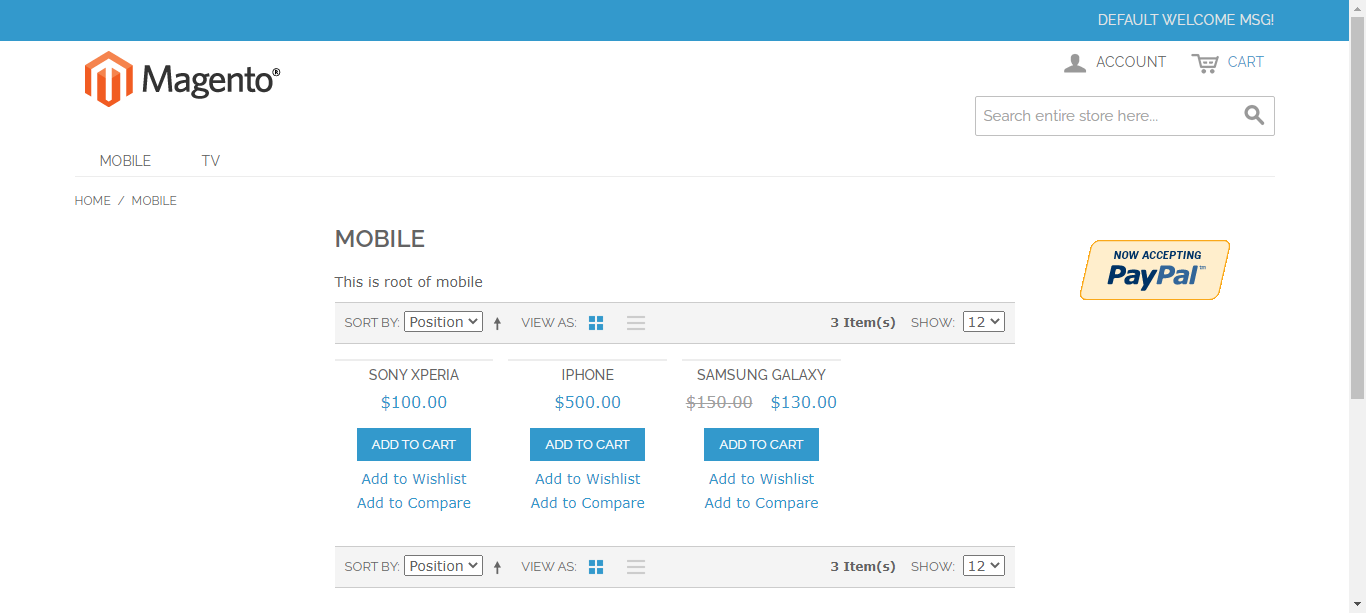 DEFAULT WELCOME MSG!
Magento®
ACCOUNT CART
Search entire store here...
MOBILE TV
HOME / MOBILE
MOBILE
NOW ACCEPTING
PayPal™
This is root of mobile
SORT BY: Position VIEW AS: 3 Item(s) SHOW: 12
SONY XPERIA IPHONE SAMSUNG GALAXY
$100.00 $500.00 $150.00 $130.00
ADD TO CART ADD TO CART ADD TO CART
Add to Wishlist Add to Wishlist Add to Wishlist
Add to Compare Add to Compare Add to Compare
SORT BY: Position VIEW AS: 3 Item(s) SHOW: 12